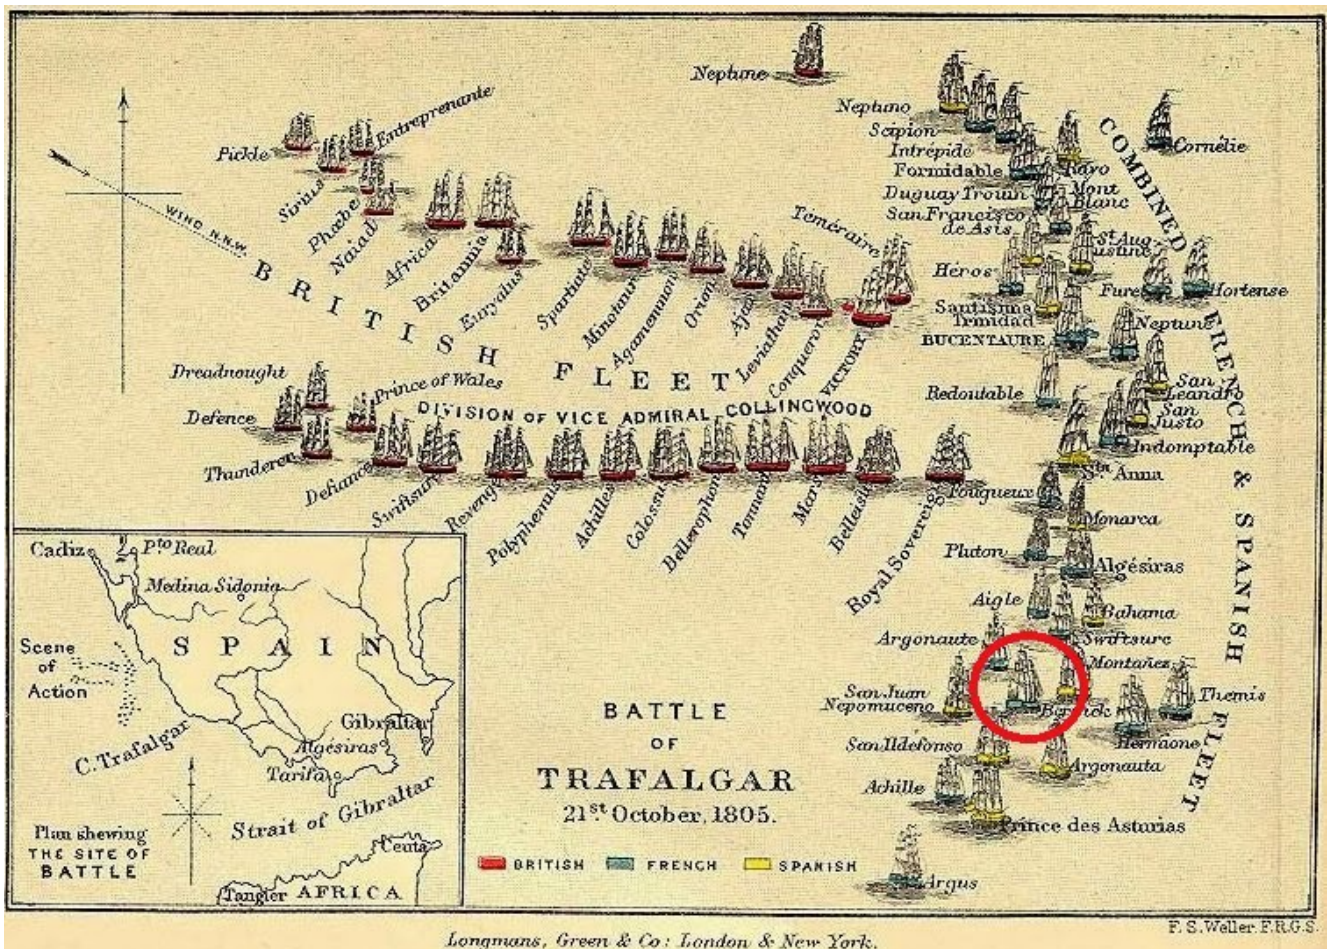 Neptune
Neptuno
Scipion
Intrépide
Formidable
Duguay Trouin
San Francisco
de Asis
Rayo
Mont
Blanc
Cornélie
COMBINED FRENCH & SPANISH FLEET
Pickle
Entreprenante
Sirius
Phœbe
Naiad
Africa
Britannia
Euryalus
Spartiate
Minotaur
Agamemnon
Orion
Ajax
Leviathan
Conqueror
VICTORY
Teméraire
WIND N.N.W.
BRITISH FLEET
Héros
St Aug
ustine
Fure
Hortense
Santisima
Trinidad
BUCENTAURE
Neptune
Redoutable
San
Leandro
San
Justo
Indomptable
Sta Anna
Dreadnought
Prince of Wales
Defence
DIVISION OF VICE ADMIRAL COLLINGWOOD
Thunderer
Defiance
Swiftsure
Revenge
Polyphemus
Achilles
Colossus
Bellerophon
Tonnant
Mars
Belleisle
Royal Sovereign
Fougueux
Monarca
Pluton
Algésiras
Aigle
Bahama
Argonaute
Swiftsure
Montañez
San Juan
Nepomuceno
Berwick
Themis
Hermione
San Ildefonso
Argonauta
Achille
Prince des Asturias
Argus
Cadiz
Pto Real
Medina Sidonia
SPAIN
Scene
of
Action
C. Trafalgar
Gibraltar
Algésiras
Tarifa
Strait of Gibraltar
Ceuta
Tangier AFRICA
Plan shewing
THE SITE OF
BATTLE
BATTLE
OF
TRAFALGAR
21st October, 1805.
BRITISH FRENCH SPANISH
F. S. Weller. F.R.G.S.
Longmans, Green & Co: London & New York.